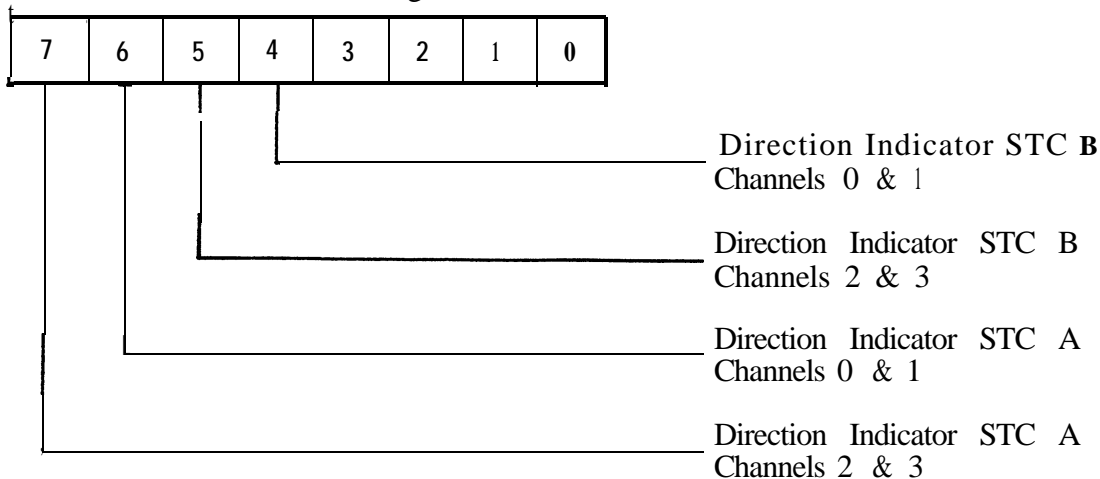 7 6 5 4 3 2 1 0
Direction Indicator STC B
Channels 0 & 1
Direction Indicator STC B
Channels 2 & 3
Direction Indicator STC A
Channels 0 & 1
Direction Indicator STC A
Channels 2 & 3